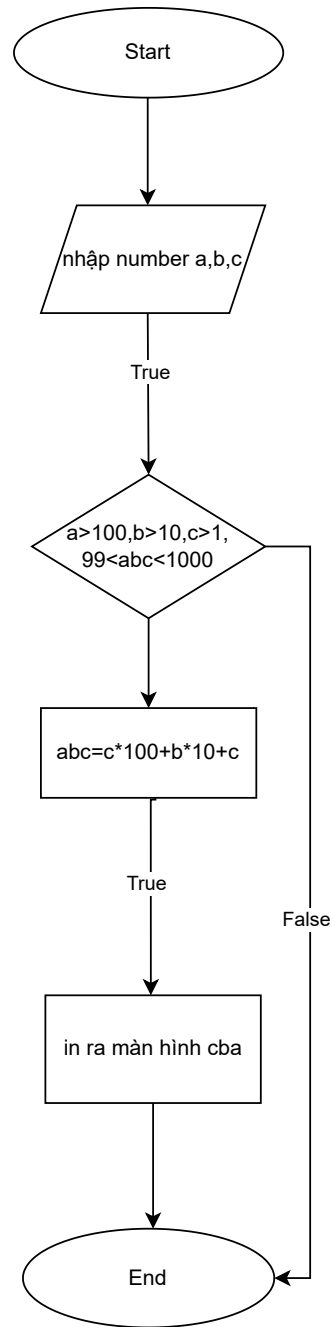 Start
nhập number a,b,c
True
a>100,b>10,c>1,
99<abc<1000
abc=c*100+b*10+c
True
False
in ra màn hình cba
End